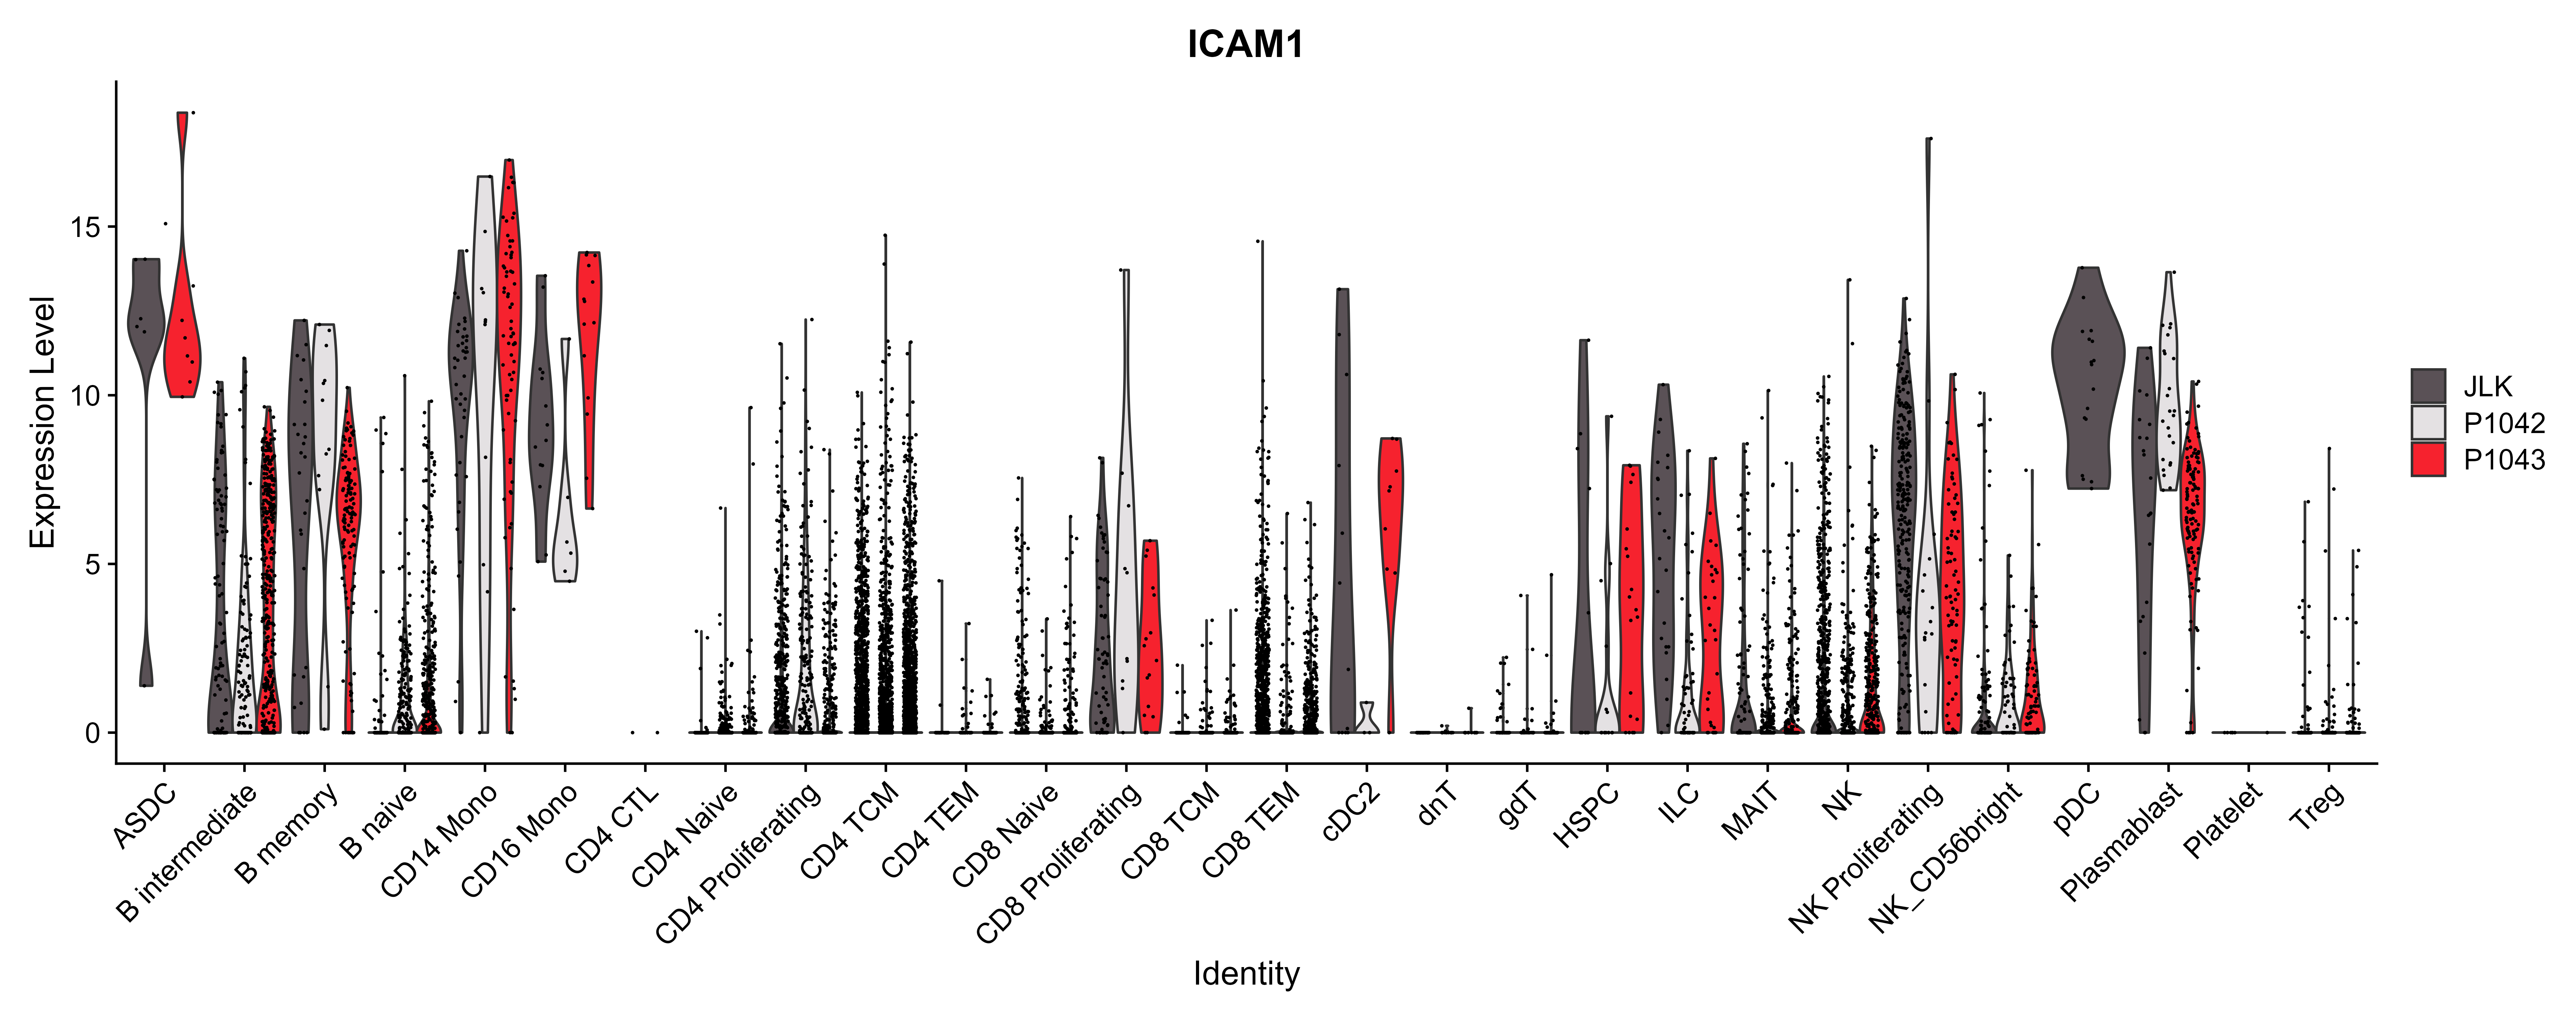 ICAM1
Expression Level
15
10
5
0
ASDC
B intermediate
B memory
B naive
CD14 Mono
CD16 Mono
CD4 CTL
CD4 Naive
CD4 Proliferating
CD4 TCM
CD4 TEM
CD8 Naive
CD8 Proliferating
CD8 TCM
CD8 TEM
cDC2
dnT
gdT
HSPC
ILC
MAIT
NK
NK Proliferating
NK_CD56bright
pDC
Plasmablast
Platelet
Treg
Identity
JLK
P1042
P1043